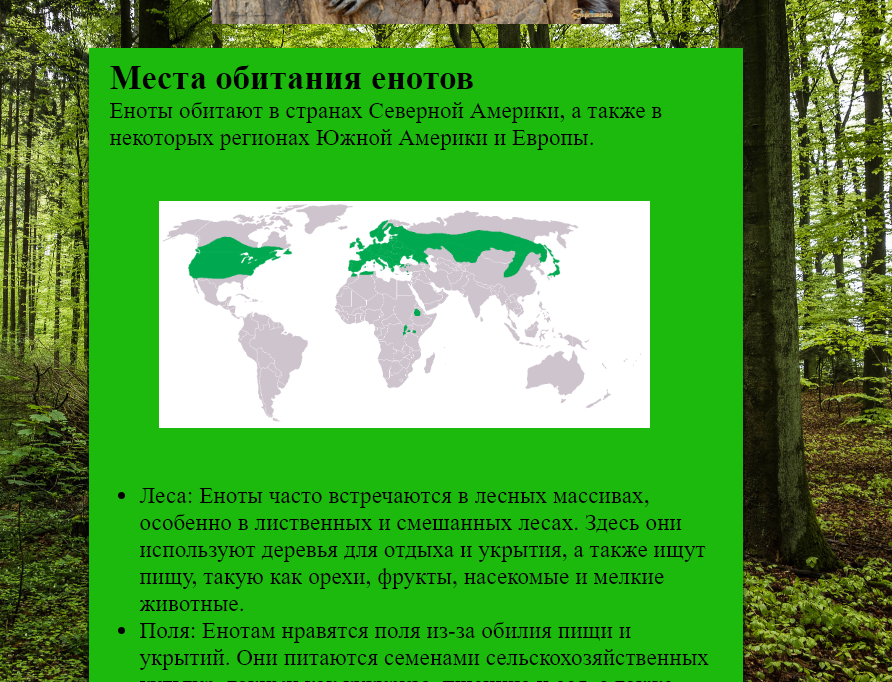 Места обитания енотов
Еноты обитают в странах Северной Америки, а также в
некоторых регионах Южной Америки и Европы.
Леса: Еноты часто встречаются в лесных массивах,
особенно в лиственных и смешанных лесах. Здесь они
используют деревья для отдыха и укрытия, а также ищут
пищу, такую как орехи, фрукты, насекомые и мелкие
животные.
Поля: Енотам нравятся поля из-за обилия пищи и
укрытий. Они питаются семенами сельскохозяйственных